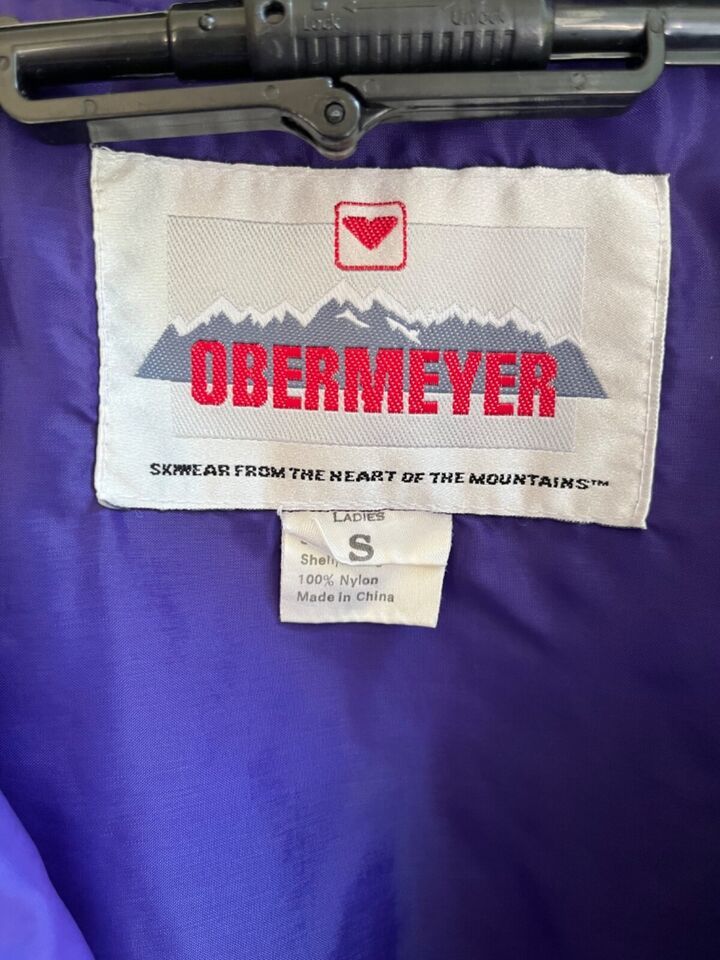 Lock Unlock
OBERMEYER
SKIWEAR FROM THE HEART OF THE MOUNTAINS™
LADIES
S
100% Nylon
Made in China